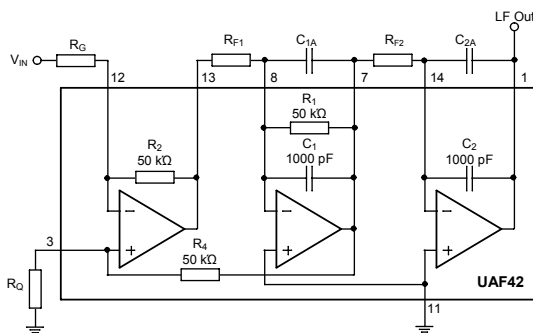 LF Out
V_IN
R_G
R_F1
C_1A
R_F2
C_2A
12
13
8
7
14
1
R_1
50 kΩ
R_2
50 kΩ
C_1
1000 pF
C_2
1000 pF
−
+
−
+
−
+
3
R_4
50 kΩ
R_Q
UAF42
11